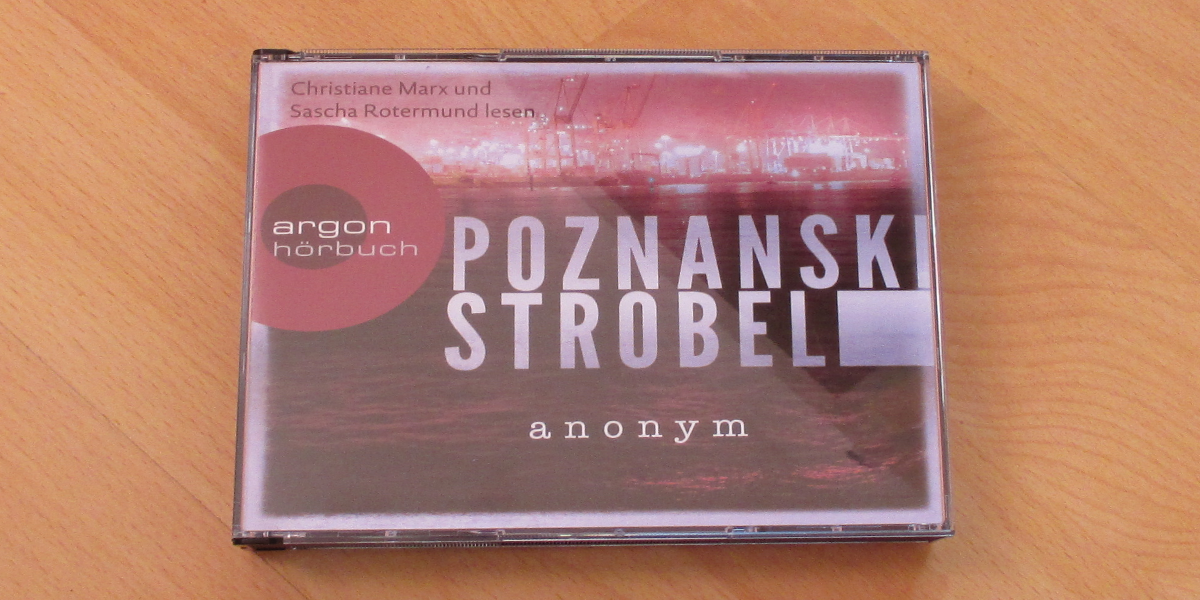 Christiane Marx und
Sascha Rotermund lesen
argon
hörbuch
POZNANSKI
STROBEL
anonym